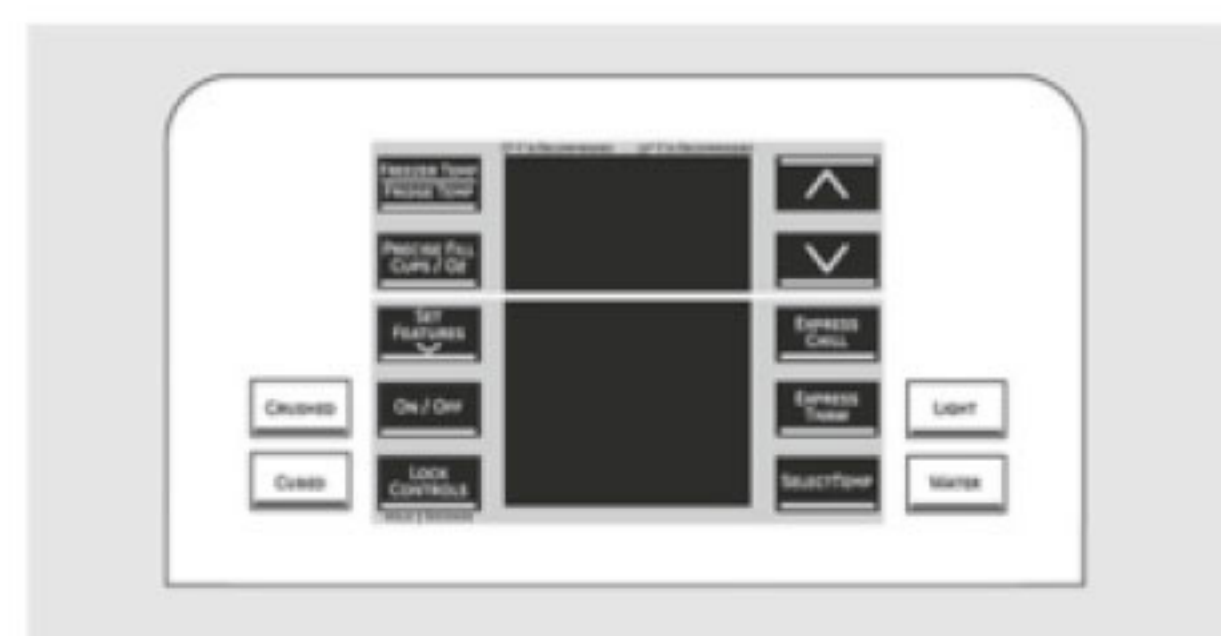 FREEZER TEMP
FRIDGE TEMP
PRECISE FILL
CUPS / OZ
SET
FEATURES
ON / OFF
LOCK
CONTROLS
EXPRESS
CHILL
EXPRESS
THAW
SELECTTEMP
CRUSHED
CUBED
LIGHT
WATER